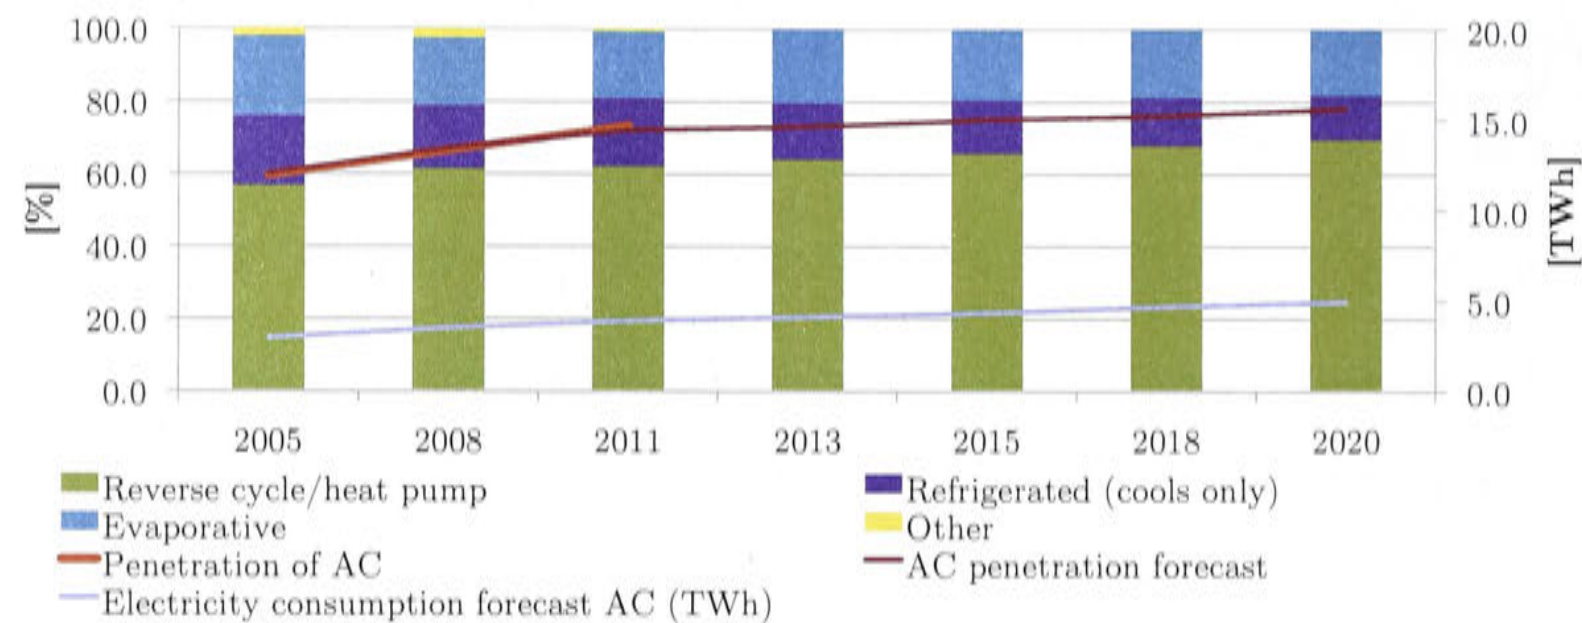 100.0
80.0
60.0
40.0
20.0
0.0
[%]
20.0
15.0
10.0
5.0
0.0
[TWh]
2005 2008 2011 2013 2015 2018 2020
Reverse cycle/heat pump
Refrigerated (cools only)
Evaporative
Other
Penetration of AC
AC penetration forecast
Electricity consumption forecast AC (TWh)